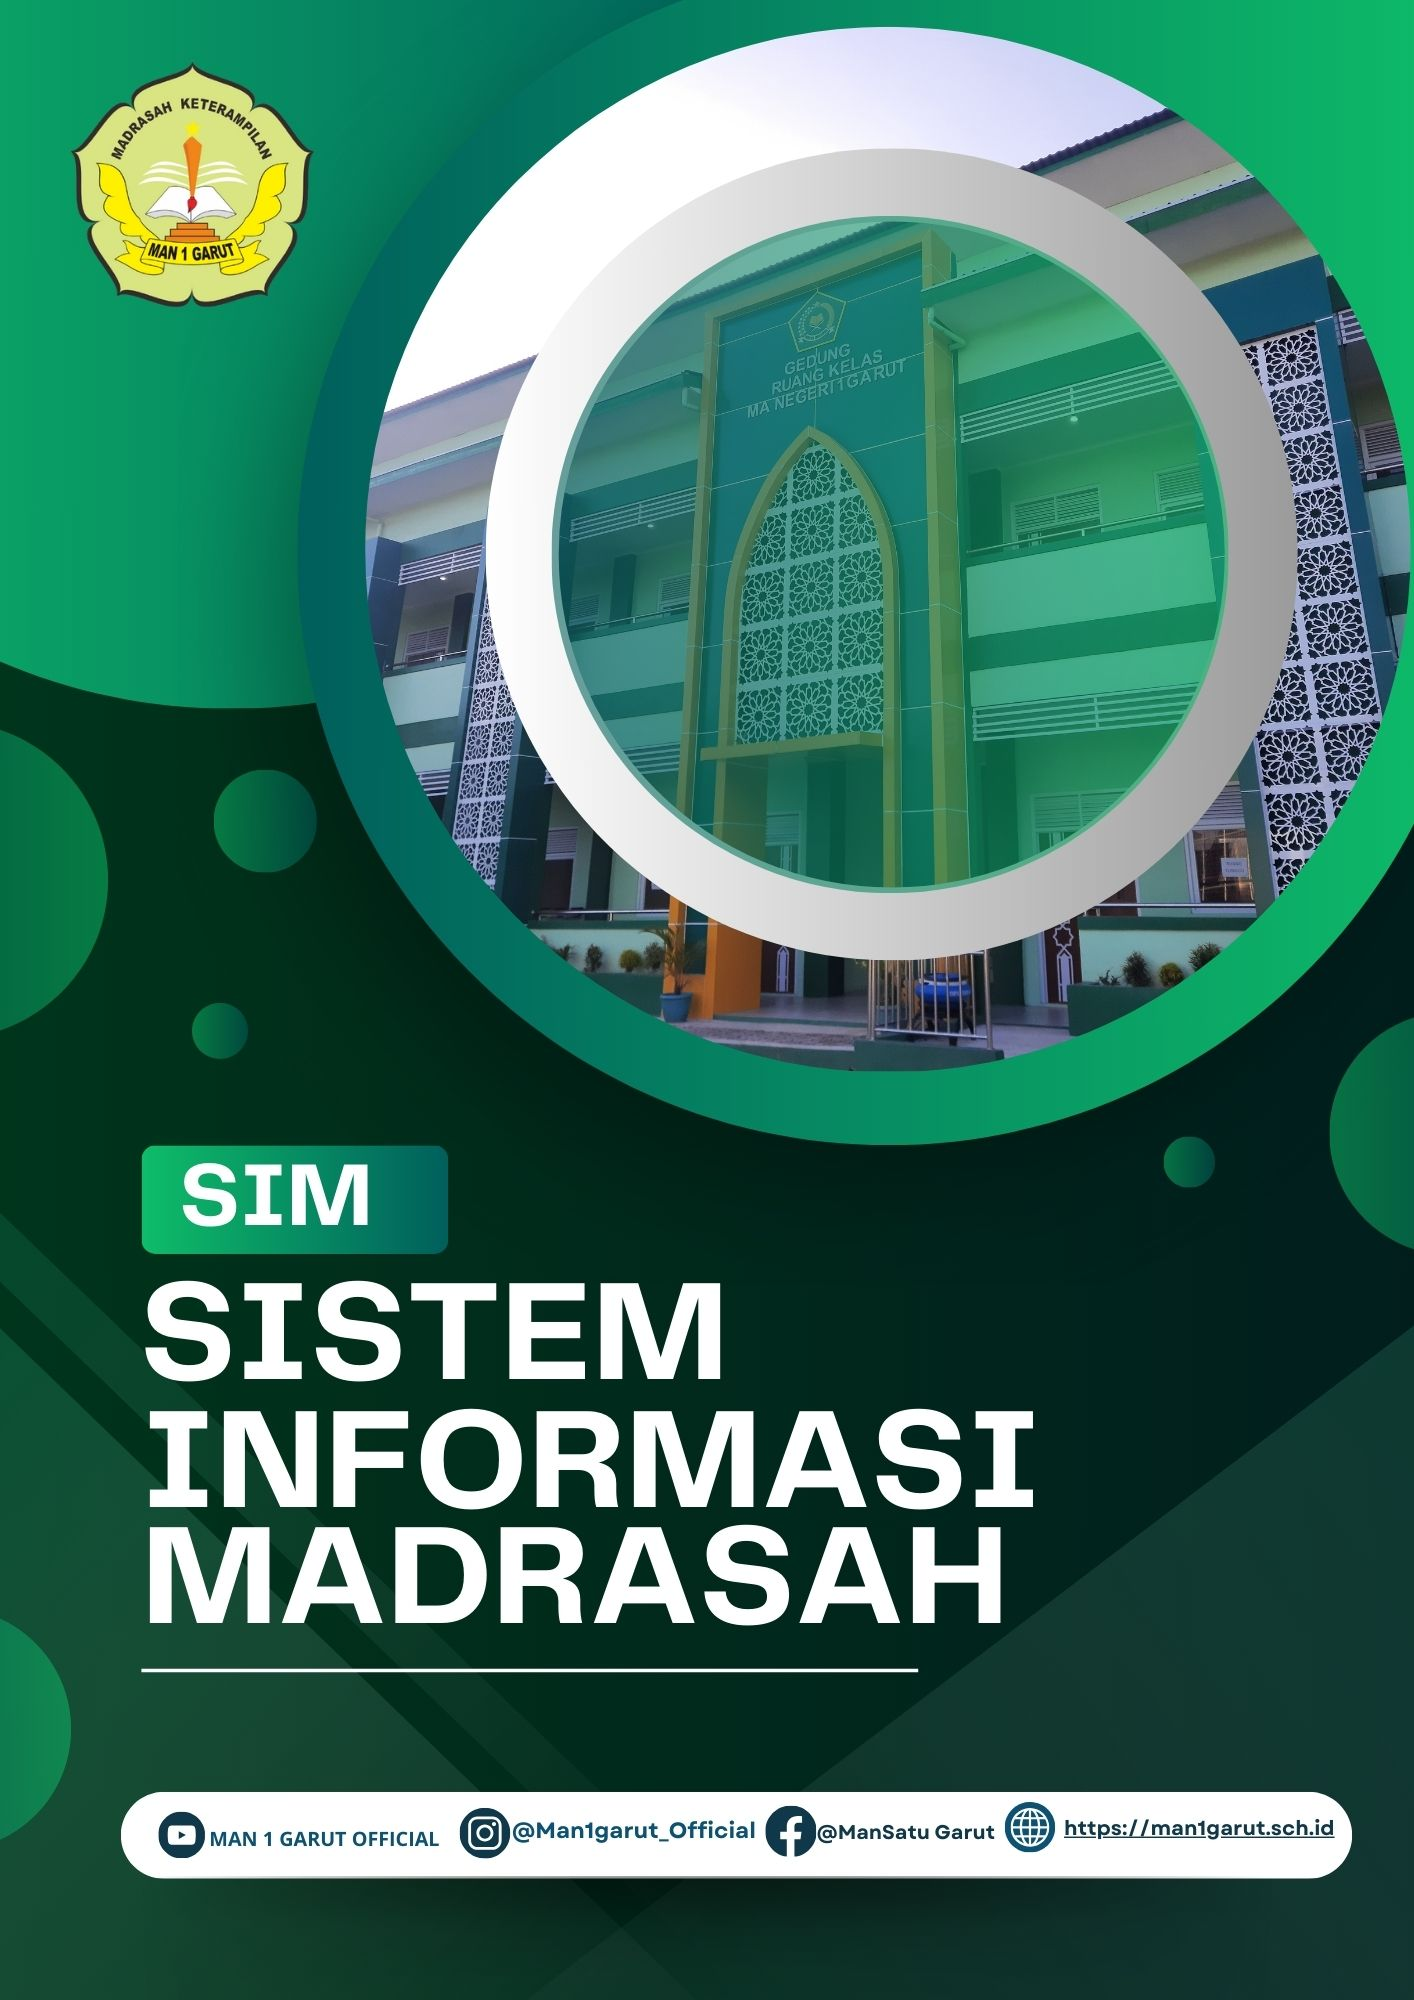 MADRASAH KETERAMPILAN
MAN 1 GARUT
GEDUNG
RUANG KELAS
MA NEGERI 1 GARUT
SIM
SISTEM
INFORMASI
MADRASAH
MAN 1 GARUT OFFICIAL
@Man1garut_Official
@ManSatu Garut
https://man1garut.sch.id